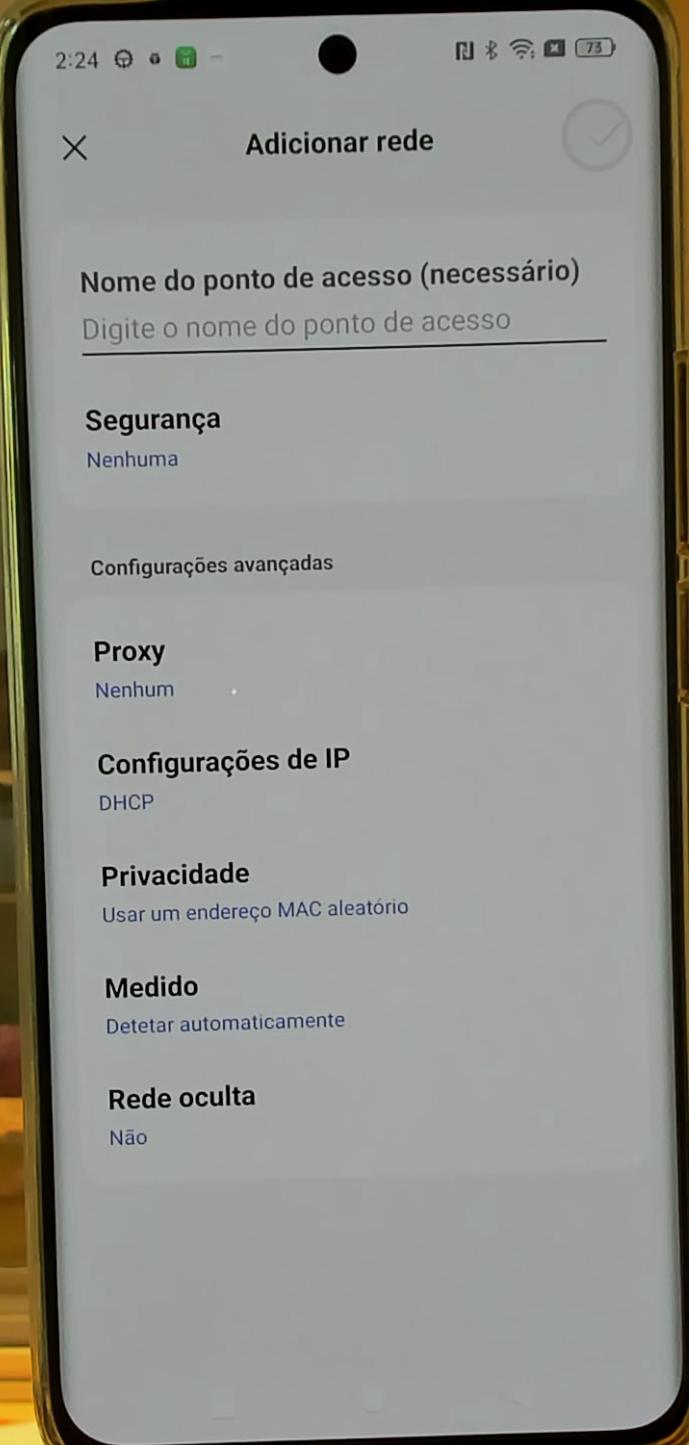 2:24 73
Adicionar rede
Nome do ponto de acesso (necessário)
Digite o nome do ponto de acesso
Segurança
Nenhuma
Configurações avançadas
Proxy
Nenhum
Configurações de IP
DHCP
Privacidade
Usar um endereço MAC aleatório
Medido
Detetar automaticamente
Rede oculta
Não